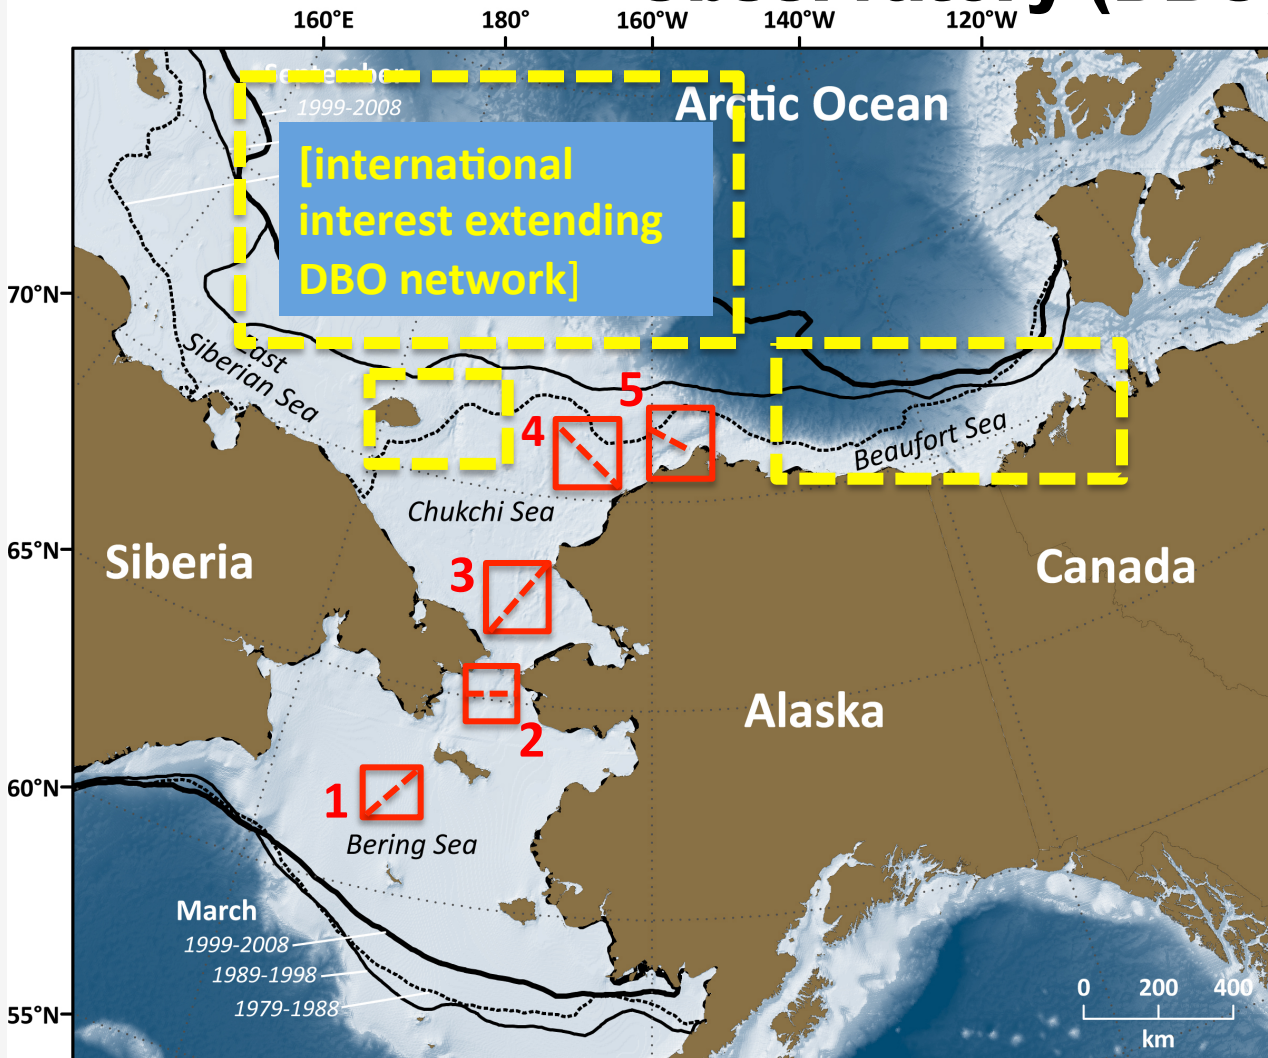 160°E 180° 160°W 140°W 120°W
September
1999-2008
Arctic Ocean
[international
interest extending
DBO network]
70°N
East
Siberian Sea
5
4
Beaufort Sea
Chukchi Sea
65°N
Siberia
3
Canada
Alaska
2
60°N
1
Bering Sea
March
1999-2008
1989-1998
1979-1988
0 200 400
km
55°N